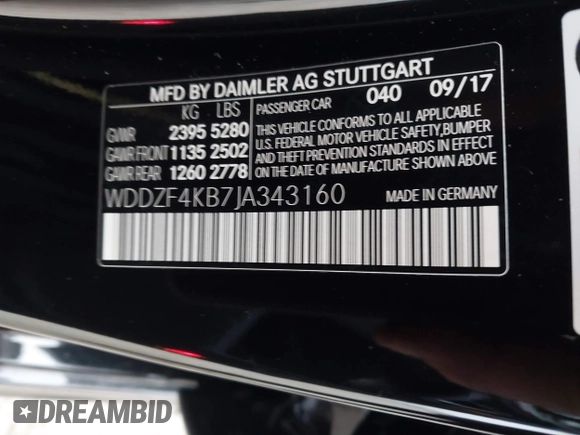 MFD BY DAIMLER AG STUTTGART
KG LBS
GVWR 2395 5280
GAWR FRONT 1135 2502
GAWR REAR 1260 2778
PASSENGER CAR 040 09/17
THIS VEHICLE CONFORMS TO ALL APPLICABLE
U.S. FEDERAL MOTOR VEHICLE SAFETY, BUMPER
AND THEFT PREVENTION STANDARDS IN EFFECT
ON THE DATE OF MANUFACTURE SHOWN ABOVE.
WDDZF4KB7JA343160
MADE IN GERMANY
DREAMBID